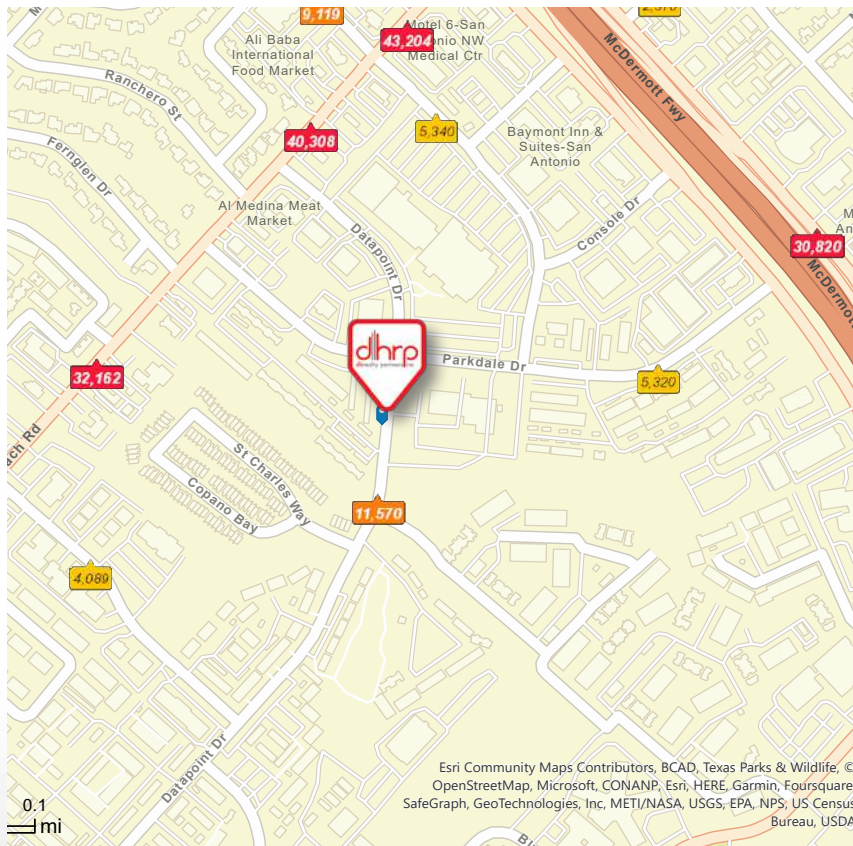 9,119
43,204
Motel 6-San
onio NW
Medical Ctr
Ali Baba
International
Food Market
McDermott Fwy
Ranchero St
40,308
5,340
Baymont Inn &
Suites-San
Antonio
Fernglen Dr
Al Medina Meat
Market
Console Dr
Datapoint Dr
M
An
30,820
McDermott
dhrp
Parkdale Dr
32,162
5,320
ach Rd
St Charles Way
Copano Bay
11,570
4,089
Datapoint Dr
Esri Community Maps Contributors, BCAD, Texas Parks & Wildlife, ©
OpenStreetMap, Microsoft, CONANP, Esri, HERE, Garmin, Foursquare,
SafeGraph, GeoTechnologies, Inc, METI/NASA, USGS, EPA, NPS, US Census
Bureau, USDA
0.1
mi